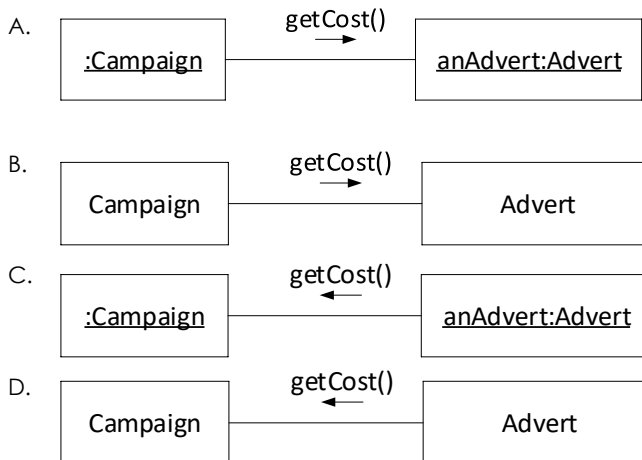 A.
getCost()
:Campaign
anAdvert:Advert
B.
getCost()
Campaign
Advert
C.
getCost()
:Campaign
anAdvert:Advert
D.
getCost()
Campaign
Advert